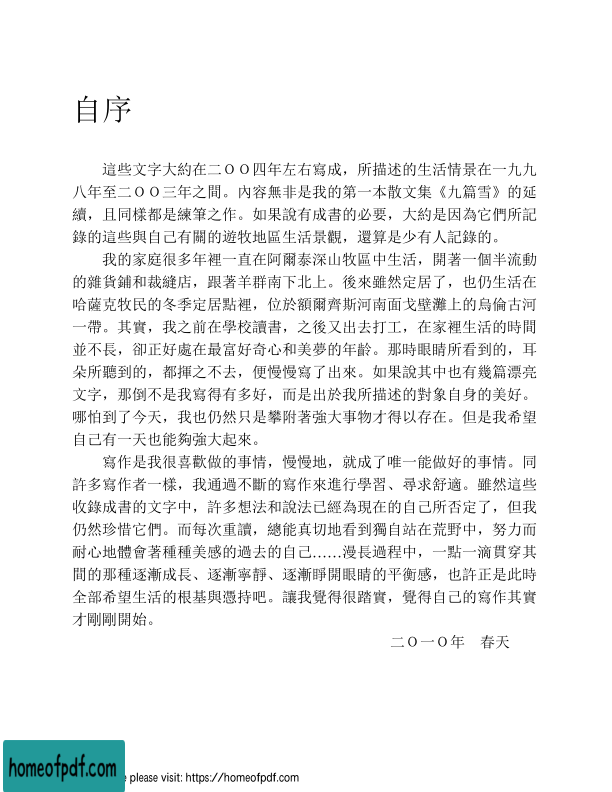 自序
這些文字大約在二ＯＯ四年左右寫成，所描述的生活情景在一九九
八年至二ＯＯ三年之間。內容無非是我的第一本散文集《九篇雪》的延
續，且同樣都是練筆之作。如果說有成書的必要，大約是因為它們所記
錄的這些與自己有關的遊牧地區生活景觀，還算是少有人記錄的。
我的家庭很多年裡一直在阿爾泰深山牧區中生活，開著一個半流動
的雜貨鋪和裁縫店，跟著羊群南下北上。後來雖然定居了，也仍生活在
哈薩克牧民的冬季定居點裡，位於額爾齊斯河南面戈壁灘上的烏倫古河
一帶。其實，我之前在學校讀書，之後又出去打工，在家裡生活的時間
並不長，卻正好處在最富好奇心和美夢的年齡。那時眼睛所看到的，耳
朵所聽到的，都揮之不去，便慢慢寫了出來。如果說其中也有幾篇漂亮
文字，那倒不是我寫得有多好，而是出於我所描述的對象自身的美好。
哪怕到了今天，我也仍然只是攀附著強大事物才得以存在。但是我希望
自己有一天也能夠強大起來。
寫作是我很喜歡做的事情，慢慢地，就成了唯一能做好的事情。同
許多寫作者一樣，我通過不斷的寫作來進行學習、尋求舒適。雖然這些
收錄成書的文字中，許多想法和說法已經為現在的自己所否定了，但我
仍然珍惜它們。而每次重讀，總能真切地看到獨自站在荒野中，努力而
耐心地體會著種種美感的過去的自己……漫長過程中，一點一滴貫穿其
間的那種逐漸成長、逐漸寧靜、逐漸睜開眼睛的平衡感，也許正是此時
全部希望生活的根基與憑持吧。讓我覺得很踏實，覺得自己的寫作其實
才剛剛開始。
二Ｏ一Ｏ年　春天
homeofpdf.com
e please visit: https://homeofpdf.com